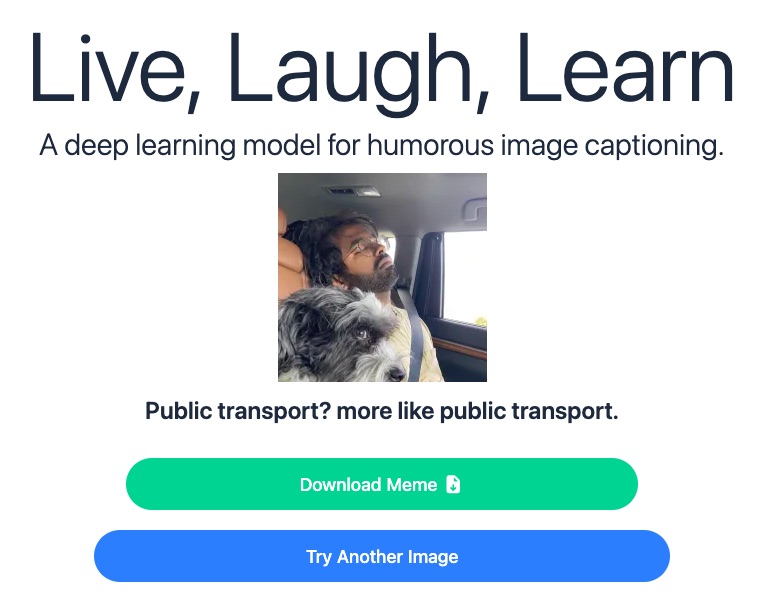 Live, Laugh, Learn
A deep learning model for humorous image captioning.
Public transport? more like public transport.
Download Meme
Try Another Image